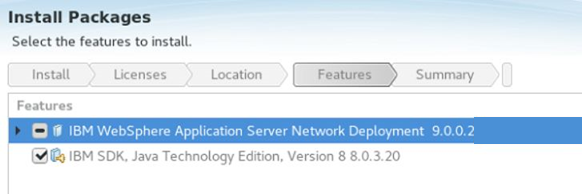 Install Packages
Select the features to install.
Install Licenses Location Features Summary
Features
IBM WebSphere Application Server Network Deployment 9.0.0.2
IBM SDK, Java Technology Edition, Version 8 8.0.3.20